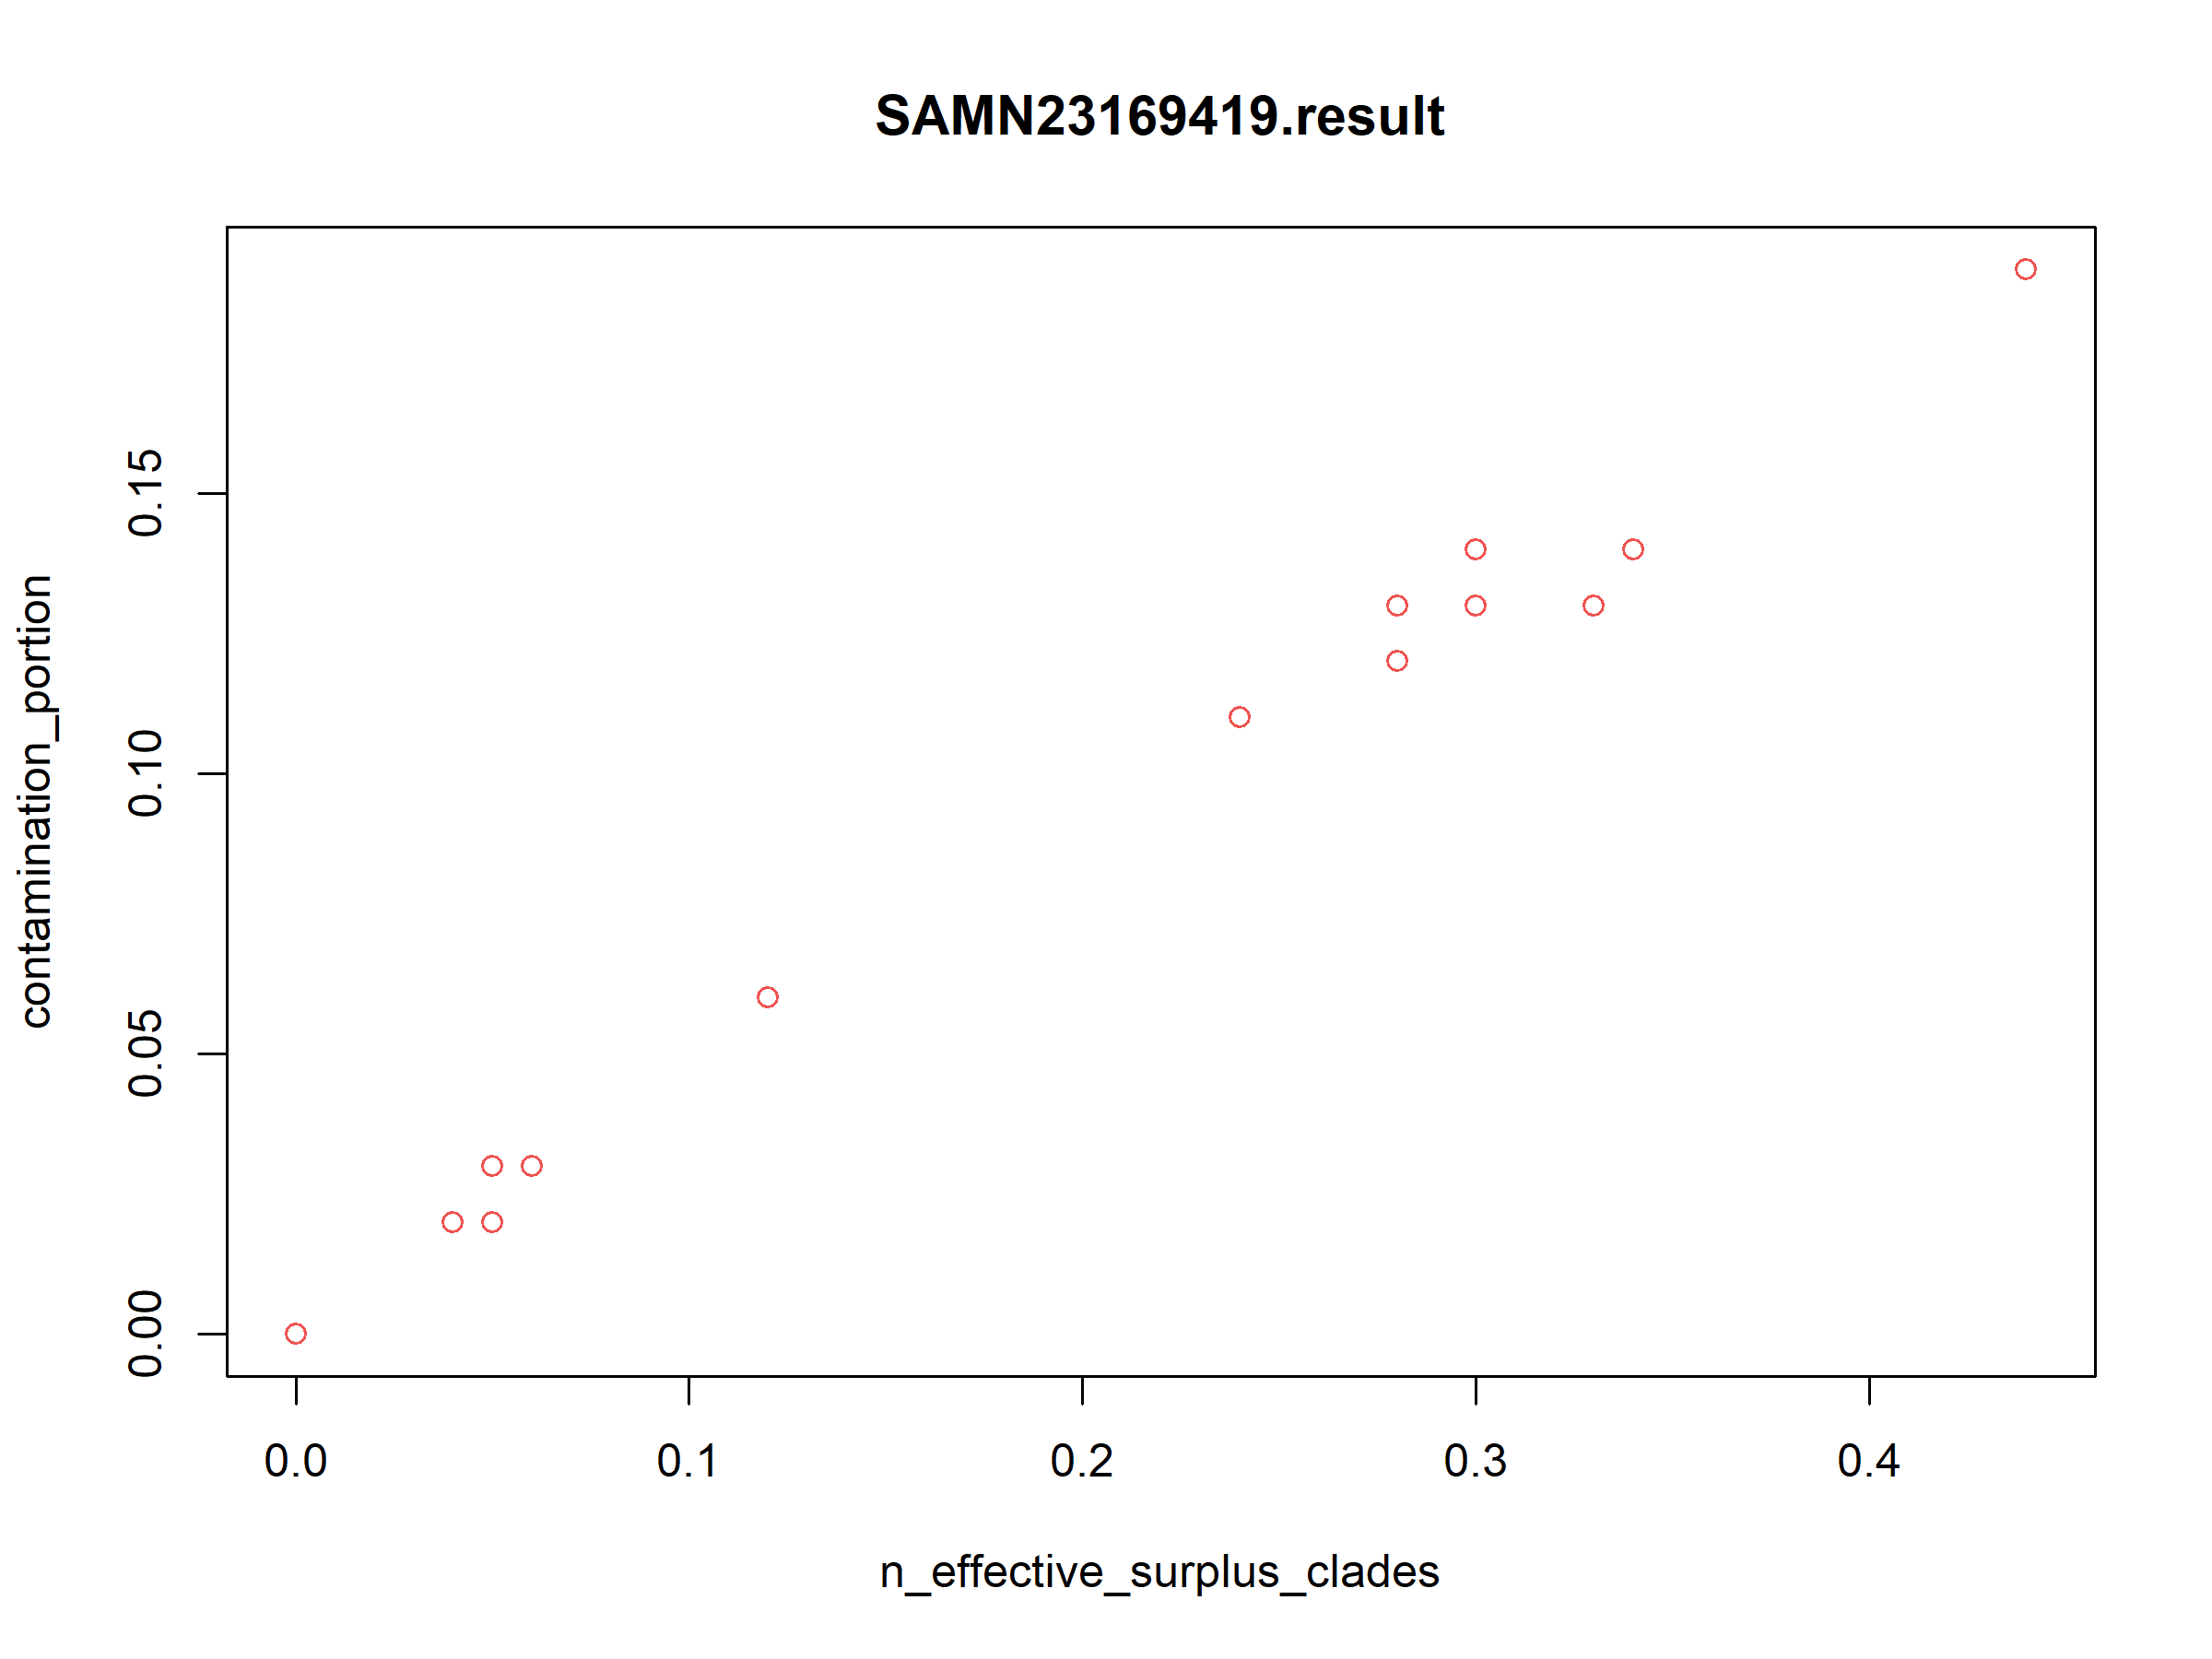 SAMN23169419.result
contamination_portion
0.15
0.10
0.05
0.00
0.0 0.1 0.2 0.3 0.4
n_effective_surplus_clades